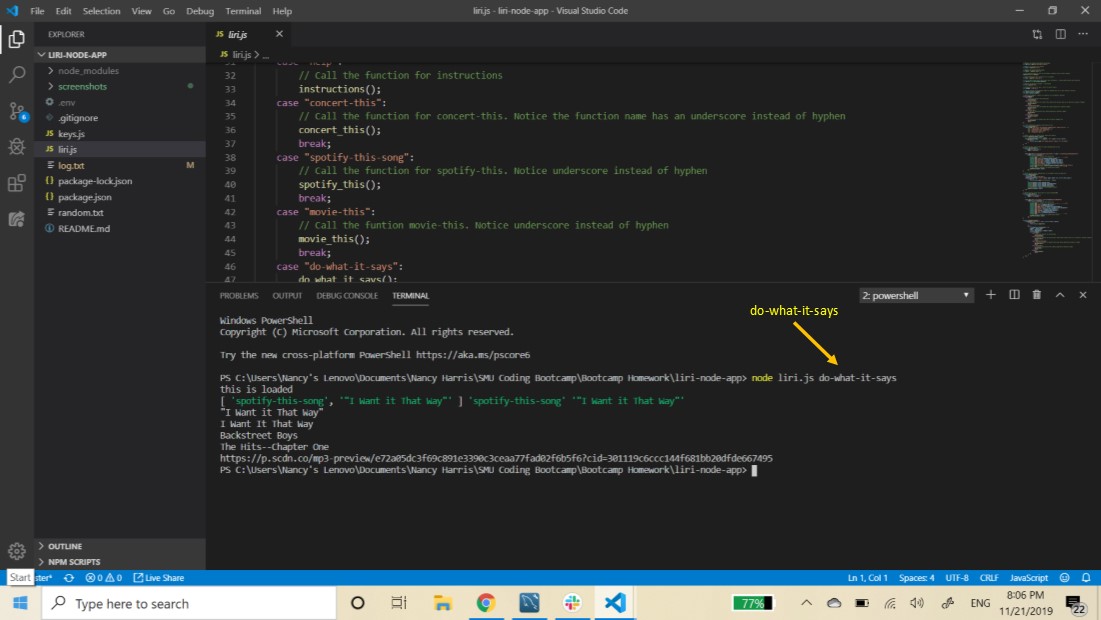 File Edit Selection View Go Debug Terminal Help
liri.js - liri-node-app - Visual Studio Code
EXPLORER
LIRI-NODE-APP
node_modules
screenshots
.env
.gitignore
JS keys.js
JS liri.js
log.txt M
{} package-lock.json
{} package.json
random.txt
README.md
OUTLINE
NPM SCRIPTS
6
JS liri.js
JS liri.js > ...
31 case "help":
32 // Call the function for instructions
33 instructions();
34 case "concert-this":
35 // Call the function for concert-this. Notice the function name has an underscore instead of hyphen
36 concert_this();
37 break;
38 case "spotify-this-song":
39 // Call the function for spotify-this. Notice underscore instead of hyphen
40 spotify_this();
41 break;
42 case "movie-this":
43 // Call the funtion movie-this. Notice underscore instead of hyphen
44 movie_this();
45 break;
46 case "do-what-it-says":
47 do_what_it_says();
PROBLEMS OUTPUT DEBUG CONSOLE TERMINAL
2: powershell
do-what-it-says
Windows PowerShell
Copyright (C) Microsoft Corporation. All rights reserved.
Try the new cross-platform PowerShell https://aka.ms/pscore6
PS C:\Users\Nancy's Lenovo\Documents\Nancy Harris\SMU Coding Bootcamp\Bootcamp Homework\liri-node-app> node liri.js do-what-it-says
this is loaded
[ 'spotify-this-song', '"I Want it That Way"' ] 'spotify-this-song' '"I Want it That Way"'
"I Want it That Way"
I Want It That Way
Backstreet Boys
The Hits--Chapter One
https://p.scdn.co/mp3-preview/e72a05dc3f69c891e3390c3ceaa77fad02f6b5f6?cid=301119c6ccc144f681bb20dfde667495
PS C:\Users\Nancy's Lenovo\Documents\Nancy Harris\SMU Coding Bootcamp\Bootcamp Homework\liri-node-app>
Start
ster* 0 0 Live Share
Ln 1, Col 1 Spaces: 4 UTF-8 CRLF JavaScript
Type here to search
77%
ENG
8:06 PM
11/21/2019
22